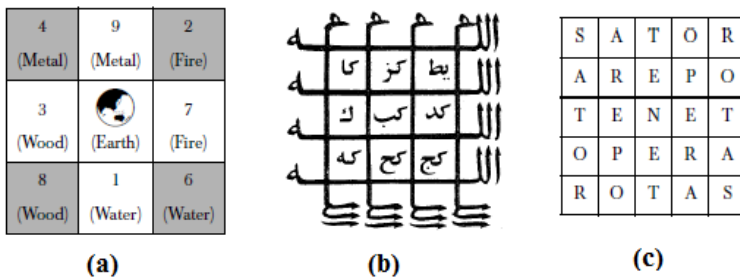 4 9 2
(Metal) (Metal) (Fire)
3 7
(Wood) (Earth) (Fire)
8 1 6
(Wood) (Water) (Water)
(a)
الله
يط كز كا
الله
كد كب ك
الله
كج كح كه
الله
(b)
S A T O R
A R E P O
T E N E T
O P E R A
R O T A S
(c)